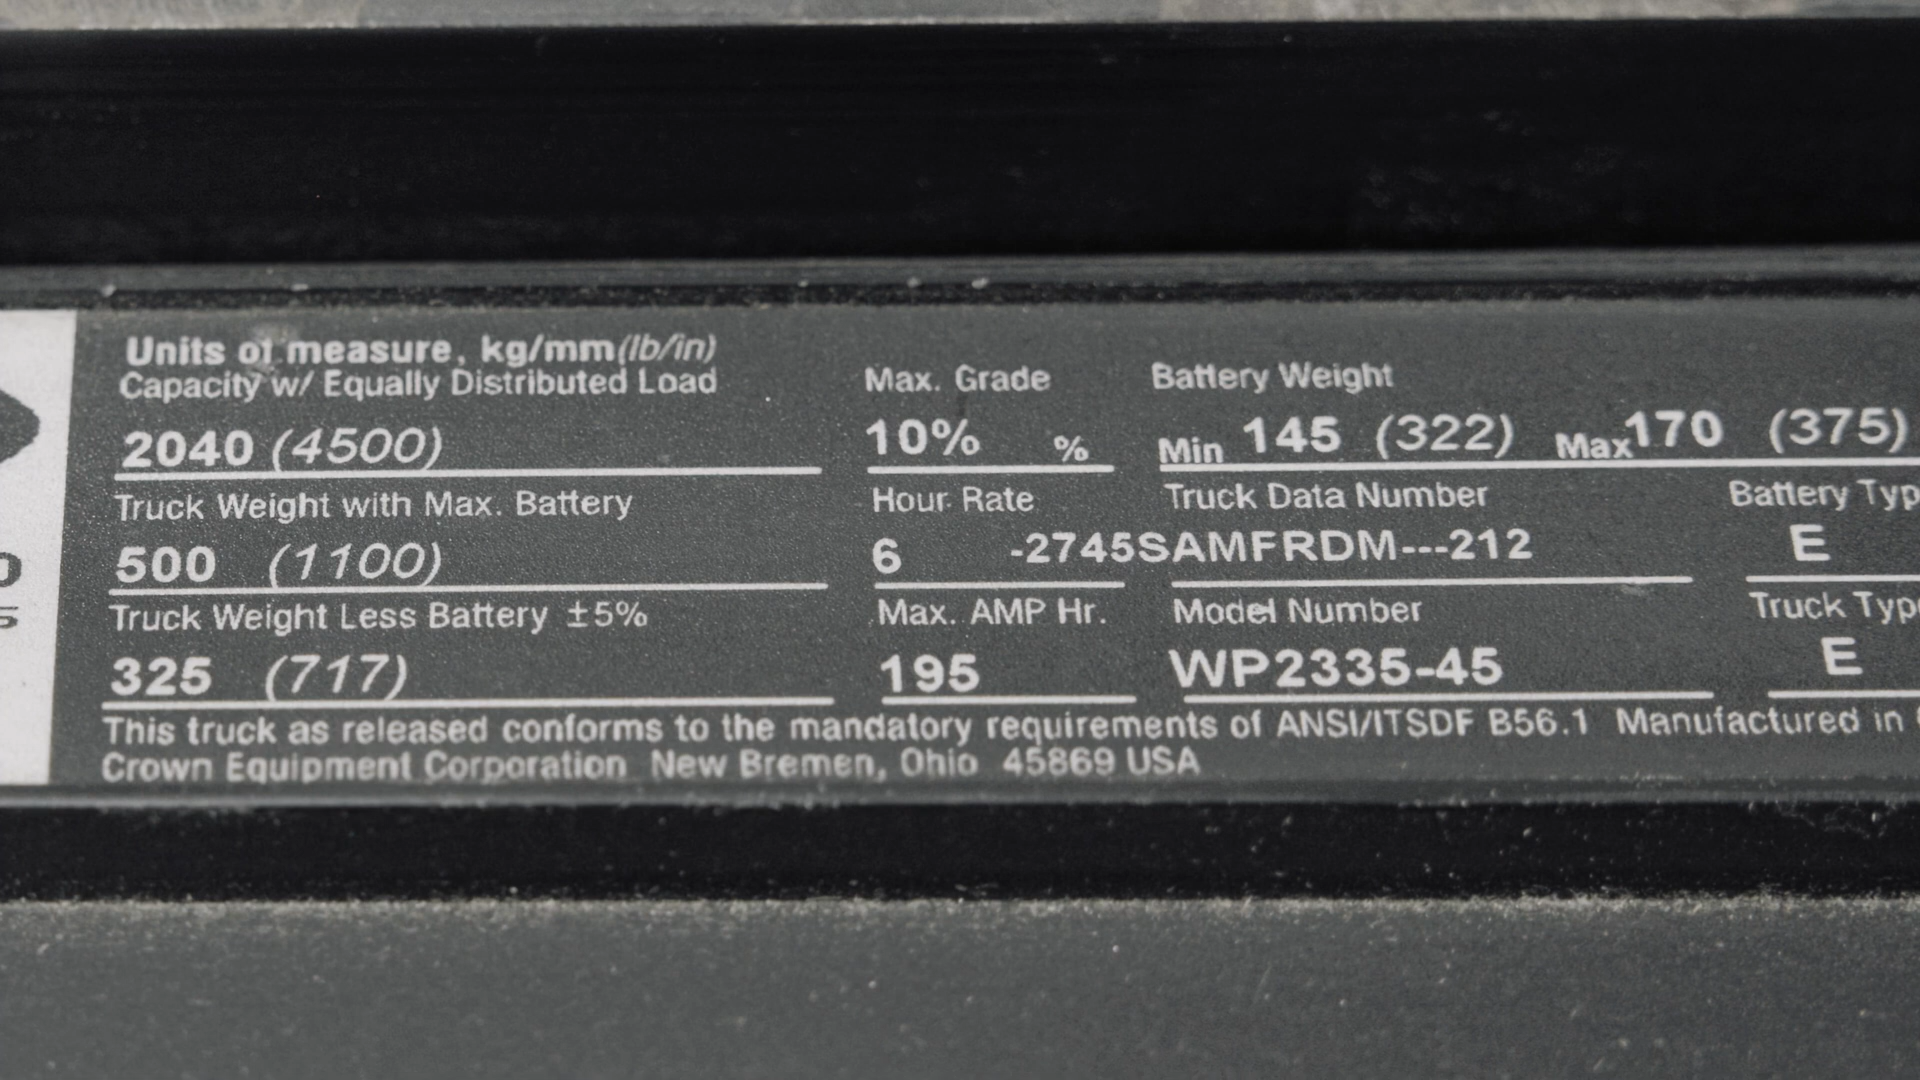 Units of measure, kg/mm(lb/in)
Capacity w/ Equally Distributed Load
Max. Grade
Battery Weight
2040 (4500)
10% %
Min 145 (322) Max 170 (375)
Truck Weight with Max. Battery
Hour Rate
Truck Data Number
Battery
500 (1100)
6
-2745SAMFRDM---212
E
Truck Weight Less Battery ±5%
Max. AMP Hr.
Model Number
Truck
325 (717)
195
WP2335-45
E
This truck as released conforms to the mandatory requirements of ANSI/ITSDF B56.1 Manufactured in
Crown Equipment Corporation New Bremen, Ohio 45869 USA